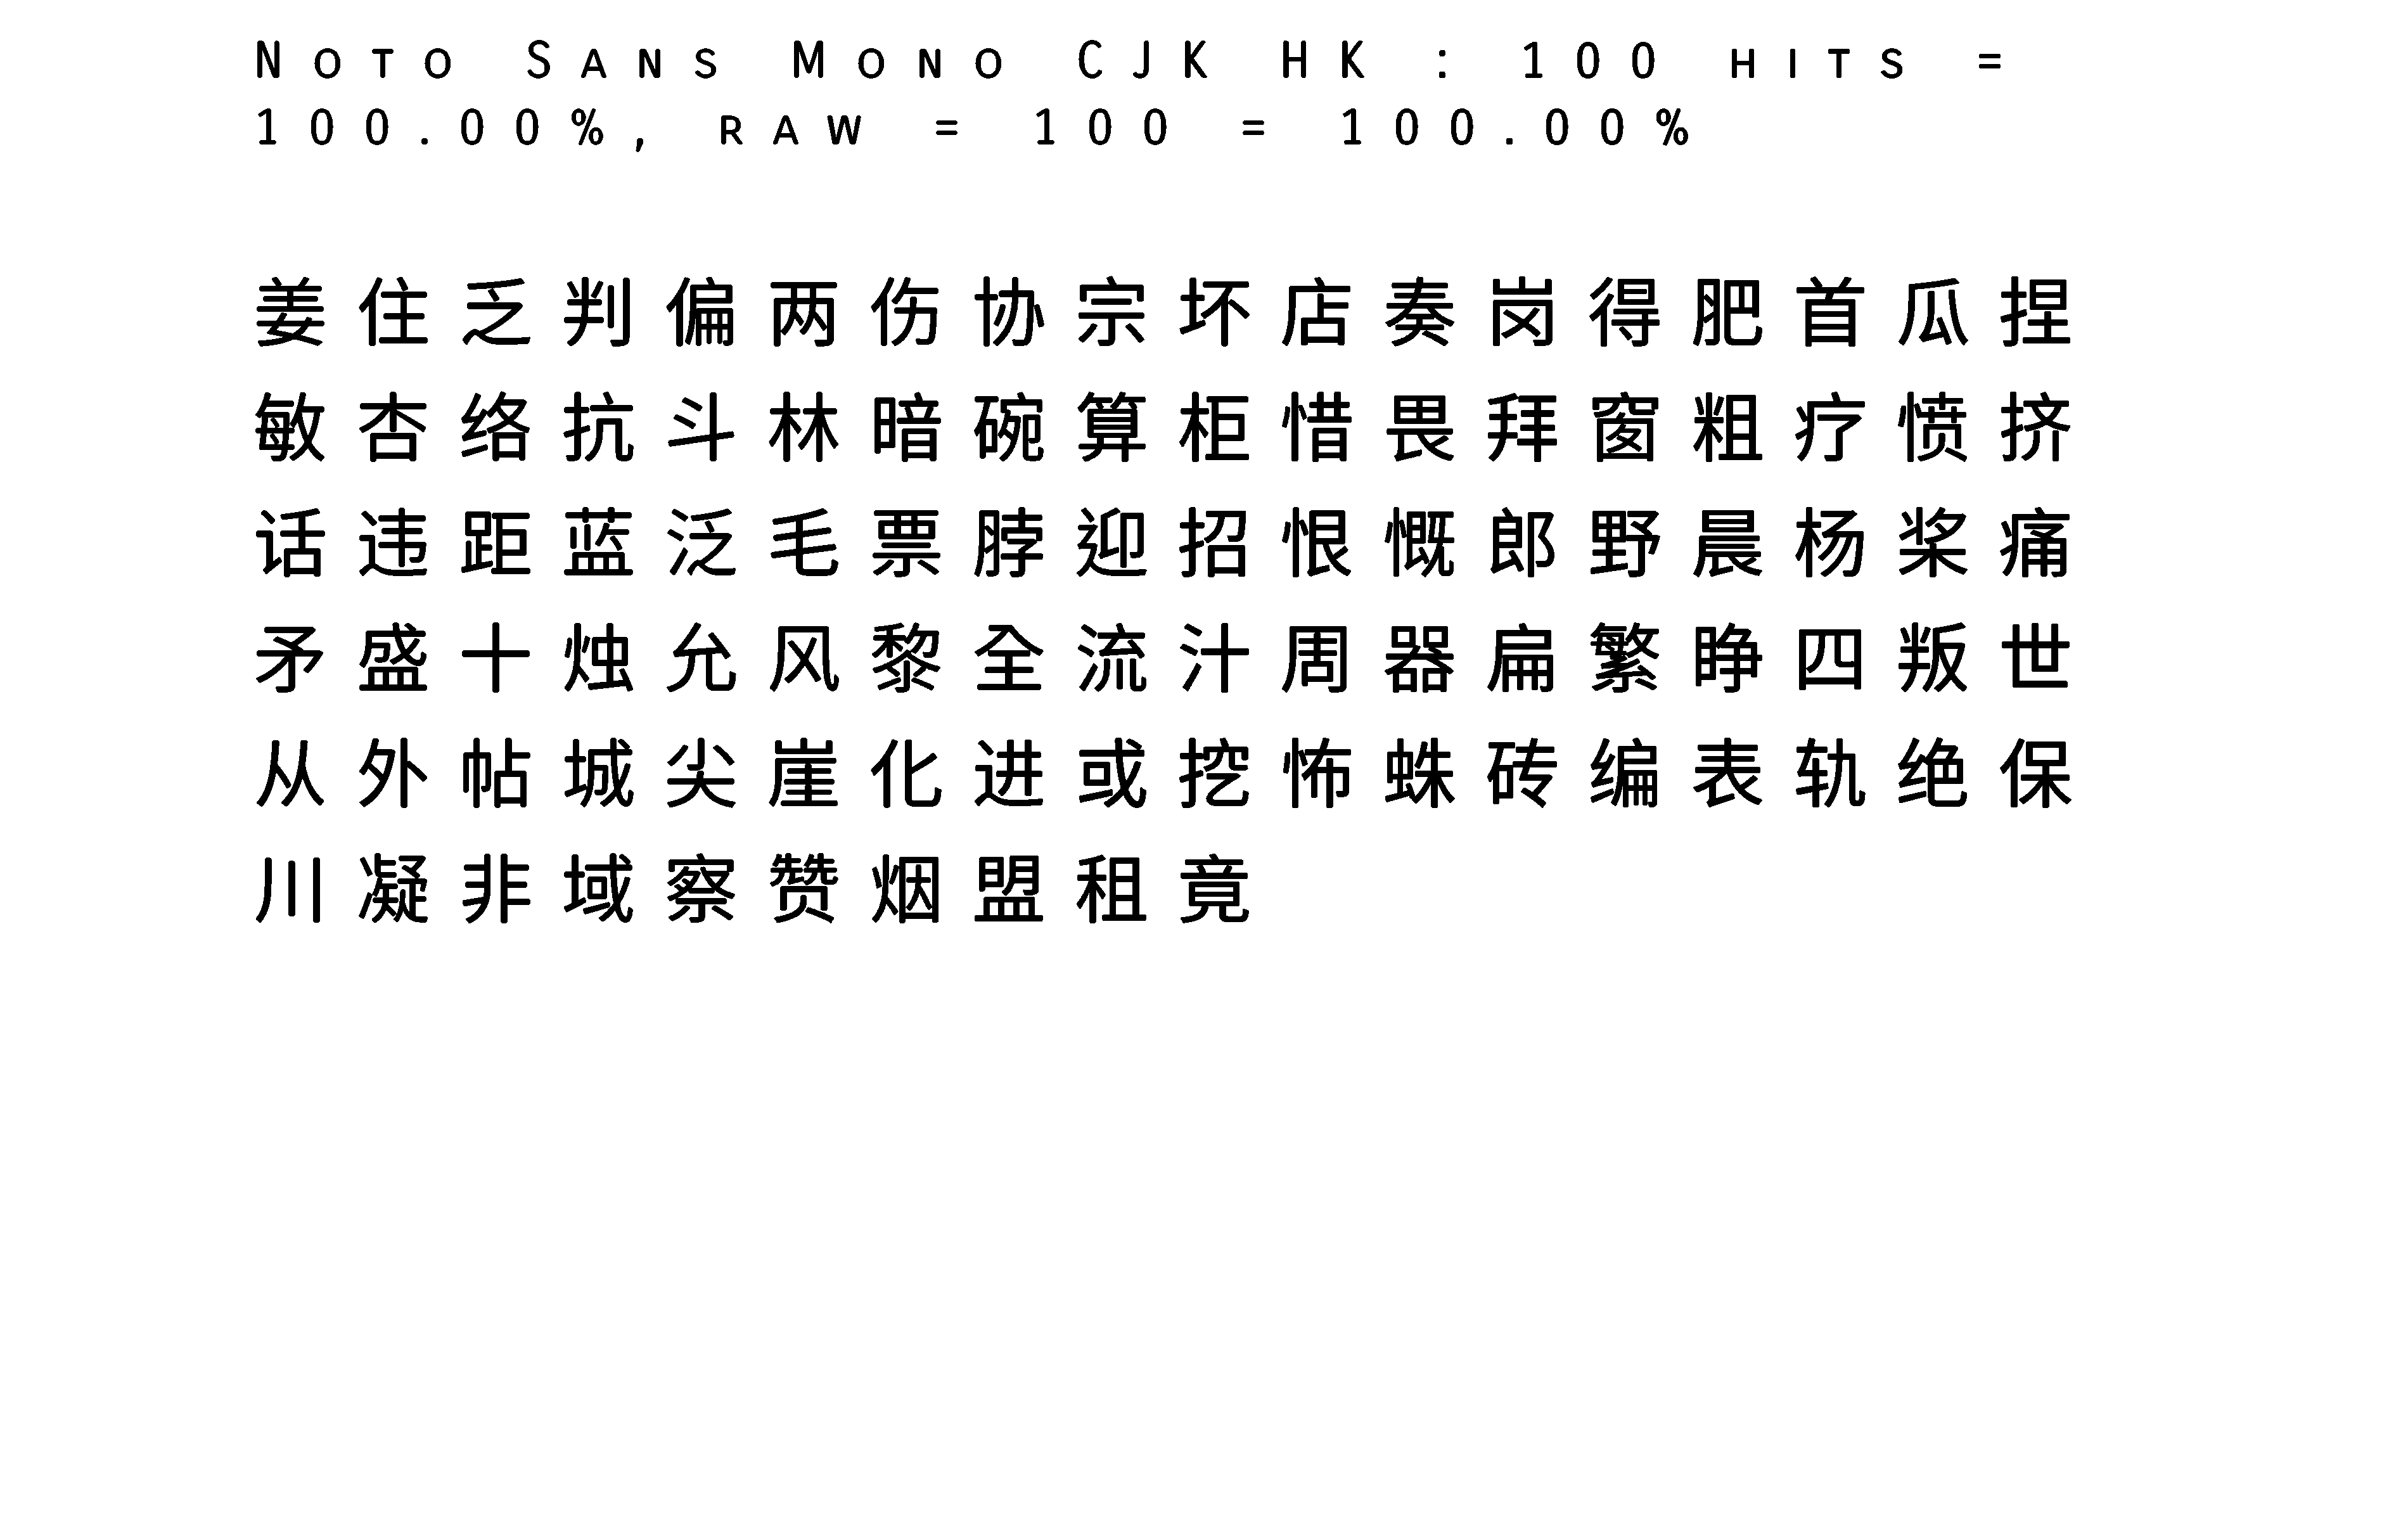 Noto Sans Mono CJK HK : 100 hits =
100.00%, raw = 100 = 100.00%
姜住乏判偏两伤协宗坏店奏岗得肥首瓜捏
敏杏络抗斗林暗碗算柜惜畏拜窗粗疗愤挤
话违距蓝泛毛票脖迎招恨慨郎野晨杨桨痛
矛盛十烛允风黎全流汁周器扁繁睁四叛世
从外帖城尖崖化进或挖怖蛛砖编表轨绝保
川凝非域察赞烟盟租竟